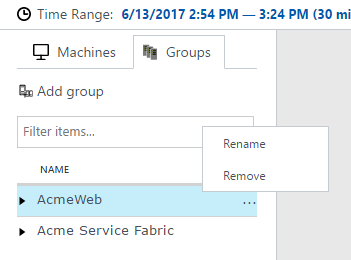 Time Range: 6/13/2017 2:54 PM — 3:24 PM (30 mi
Machines Groups
Add group
Filter items...
Rename
NAME
Remove
AcmeWeb ...
Acme Service Fabric